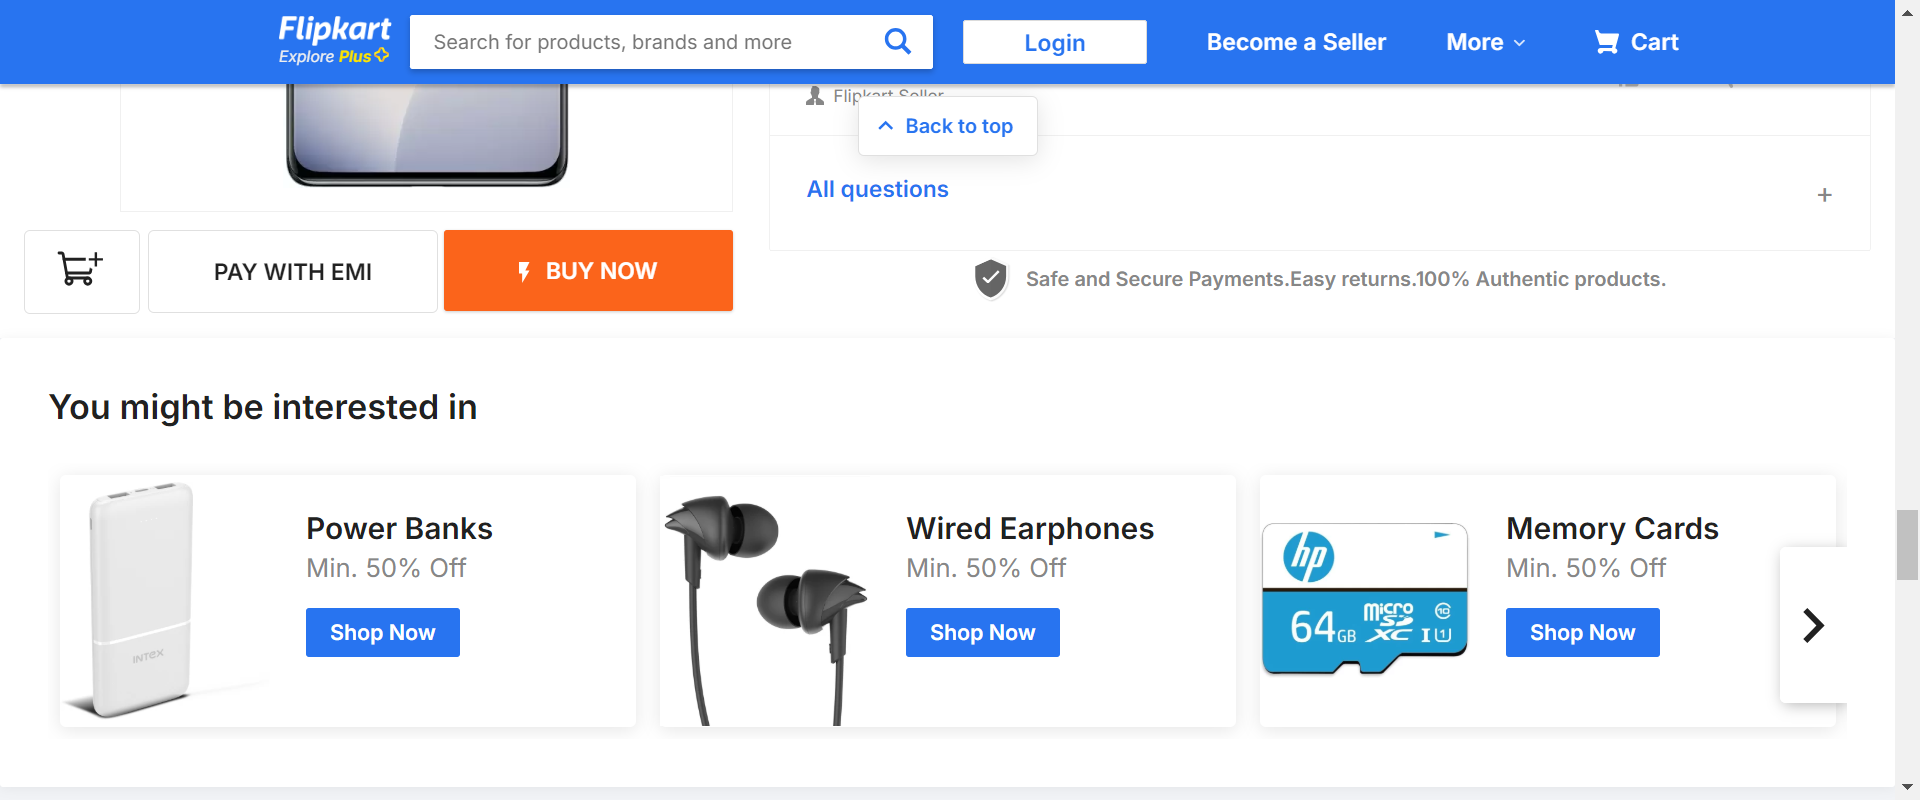 Flipkart
Explore Plus
Search for products, brands and more
Login
Become a Seller
More
Cart
Flipkart Seller
Back to top
All questions
+
PAY WITH EMI
BUY NOW
Safe and Secure Payments.Easy returns.100% Authentic products.
You might be interested in
Power Banks
Min. 50% Off
Shop Now
INTEX
Wired Earphones
Min. 50% Off
Shop Now
hp
64GB
micro SD XC I U1
10
Memory Cards
Min. 50% Off
Shop Now